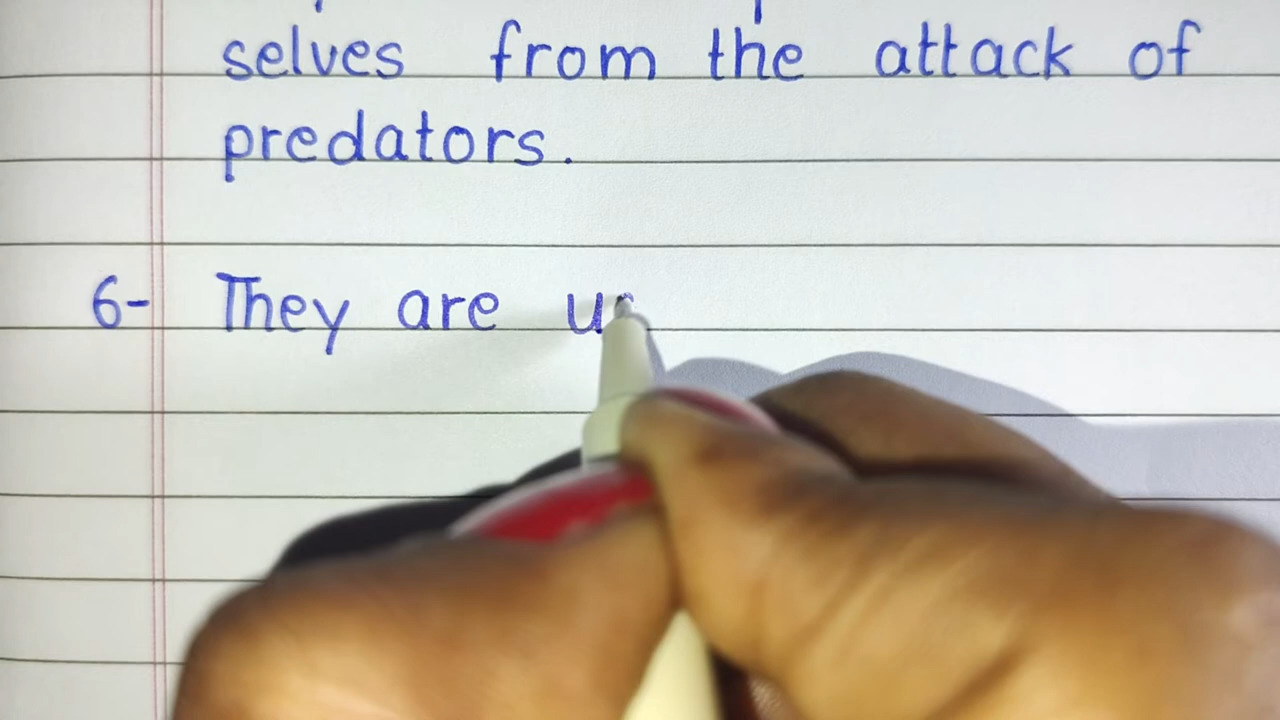 selves from the attack of
predators.
6- They are